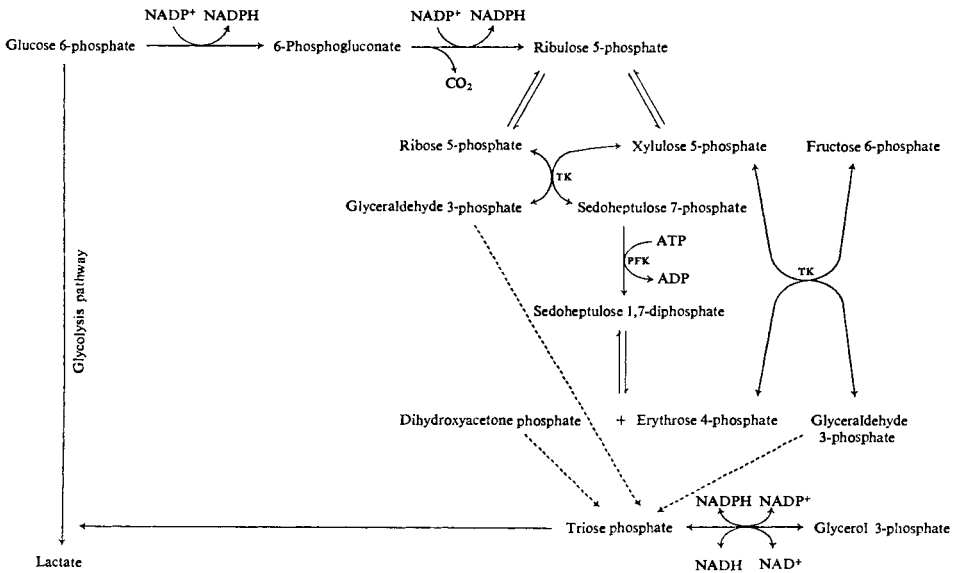 NADP⁺ NADPH NADP⁺ NADPH
Glucose 6-phosphate 6-Phosphogluconate Ribulose 5-phosphate
CO₂
Ribose 5-phosphate Xylulose 5-phosphate Fructose 6-phosphate
TK
Glyceraldehyde 3-phosphate Sedoheptulose 7-phosphate
ATP
PFK
ADP
TK
Glycolysis pathway
Sedoheptulose 1,7-diphosphate
Dihydroxyacetone phosphate + Erythrose 4-phosphate Glyceraldehyde
3-phosphate
NADPH NADP⁺
Triose phosphate Glycerol 3-phosphate
Lactate NADH NAD⁺